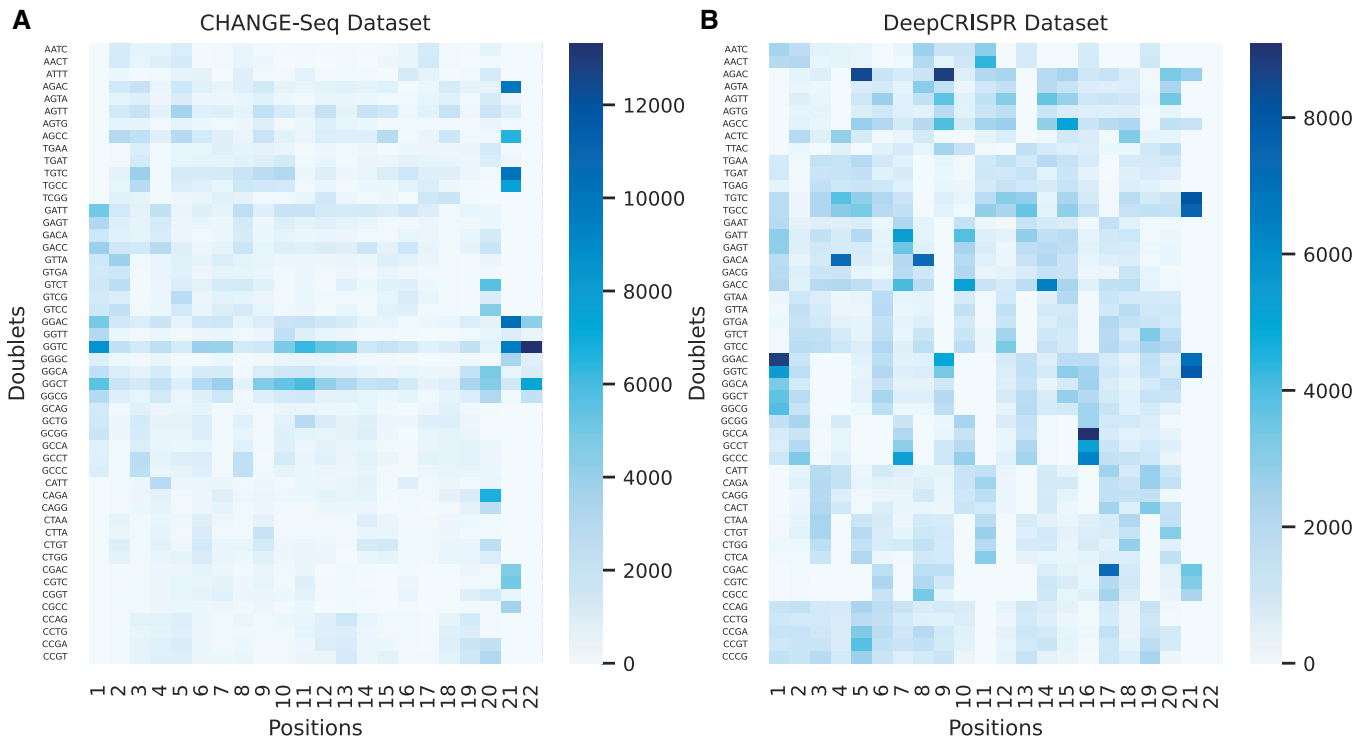 A
CHANGE-Seq Dataset
Doublets
AATC
AACT
ATTT
AGAC
AGTA
AGTT
AGTG
AGCC
TGAA
TGAT
TGTC
TGCC
TCGG
GATT
GAGT
GACA
GACC
GTTA
GTGA
GTCT
GTCG
GTCC
GGAC
GGTT
GGTC
GGGC
GGCA
GGCT
GGCG
GCAG
GCTG
GCGG
GCCA
GCCT
GCCC
CATT
CAGA
CAGG
CTAA
CTTA
CTGT
CTGG
CGAC
CGTC
CGGT
CGCC
CCAG
CCTG
CCGA
CCGT
1 2 3 4 5 6 7 8 9 10 11 12 13 14 15 16 17 18 19 20 21 22
Positions
12000
10000
8000
6000
4000
2000
0
B
DeepCRISPR Dataset
Doublets
AATC
AACT
AGAC
AGTA
AGTT
AGTG
AGCC
ACTC
TTAC
TGAA
TGAT
TGAG
TGTC
TGCC
GAAT
GATT
GAGT
GACA
GACG
GACC
GTAA
GTTA
GTGA
GTCT
GTCC
GGAC
GGTC
GGCA
GGCT
GGCG
GCGG
GCCA
GCCT
GCCC
CATT
CAGA
CAGG
CACT
CTAA
CTGT
CTGG
CTCA
CGAC
CGTC
CGCC
CCAG
CCTG
CCGA
CCGT
CCCG
1 2 3 4 5 6 7 8 9 10 11 12 13 14 15 16 17 18 19 20 21 22
Positions
8000
6000
4000
2000
0